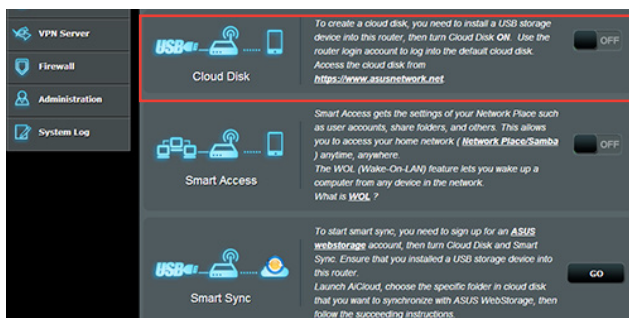 VPN Server
Firewall
Administration
System Log
USB
Cloud Disk
To create a cloud disk, you need to install a USB storage
device into this router, then turn Cloud Disk ON. Use the
router login account to log into the default cloud disk.
Access the cloud disk from
https://www.asusnetwork.net.
OFF
Smart Access
Smart Access gets the settings of your Network Place such
as user accounts, share folders, and others. This allows
you to access your home network ( Network Place/Samba
) anytime, anywhere.
The WOL (Wake-On-LAN) feature lets you wake up a
computer from any device in the network.
What is WOL ?
OFF
USB
Smart Sync
To start smart sync, you need to sign up for an ASUS
webstorage account, then turn Cloud Disk and Smart
Sync. Ensure that you installed a USB storage device into
this router.
Launch AiCloud, choose the specific folder in cloud disk
that you want to synchronize with ASUS WebStorage, then
follow the succeeding instructions.
GO